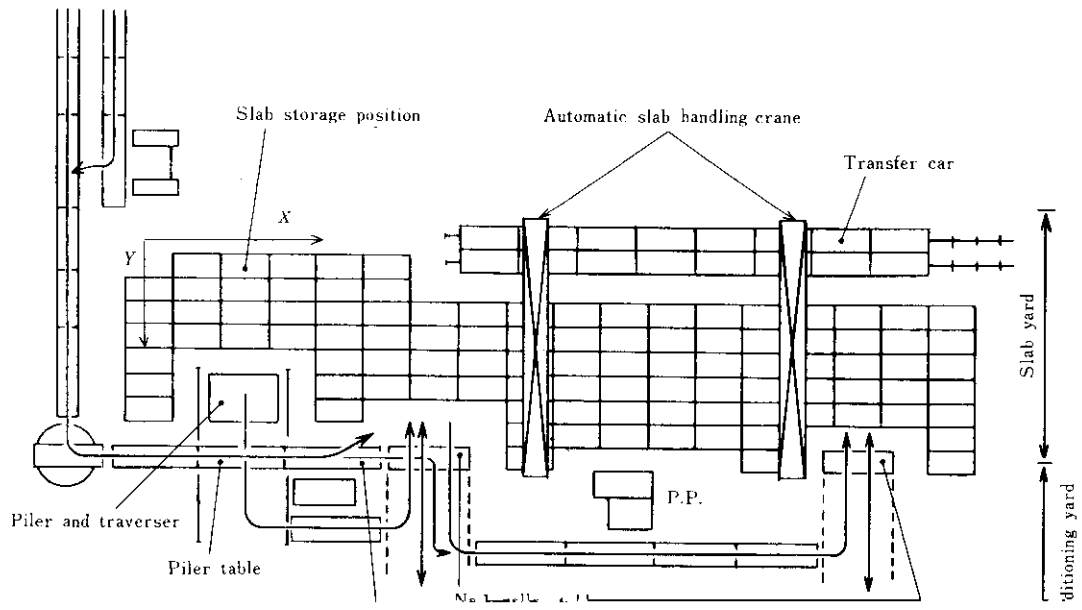 Slab storage position
Automatic slab handling crane
Transfer car
X
Y
Slab yard
P.P.
Piler and traverser
Piler table
ditioning yard